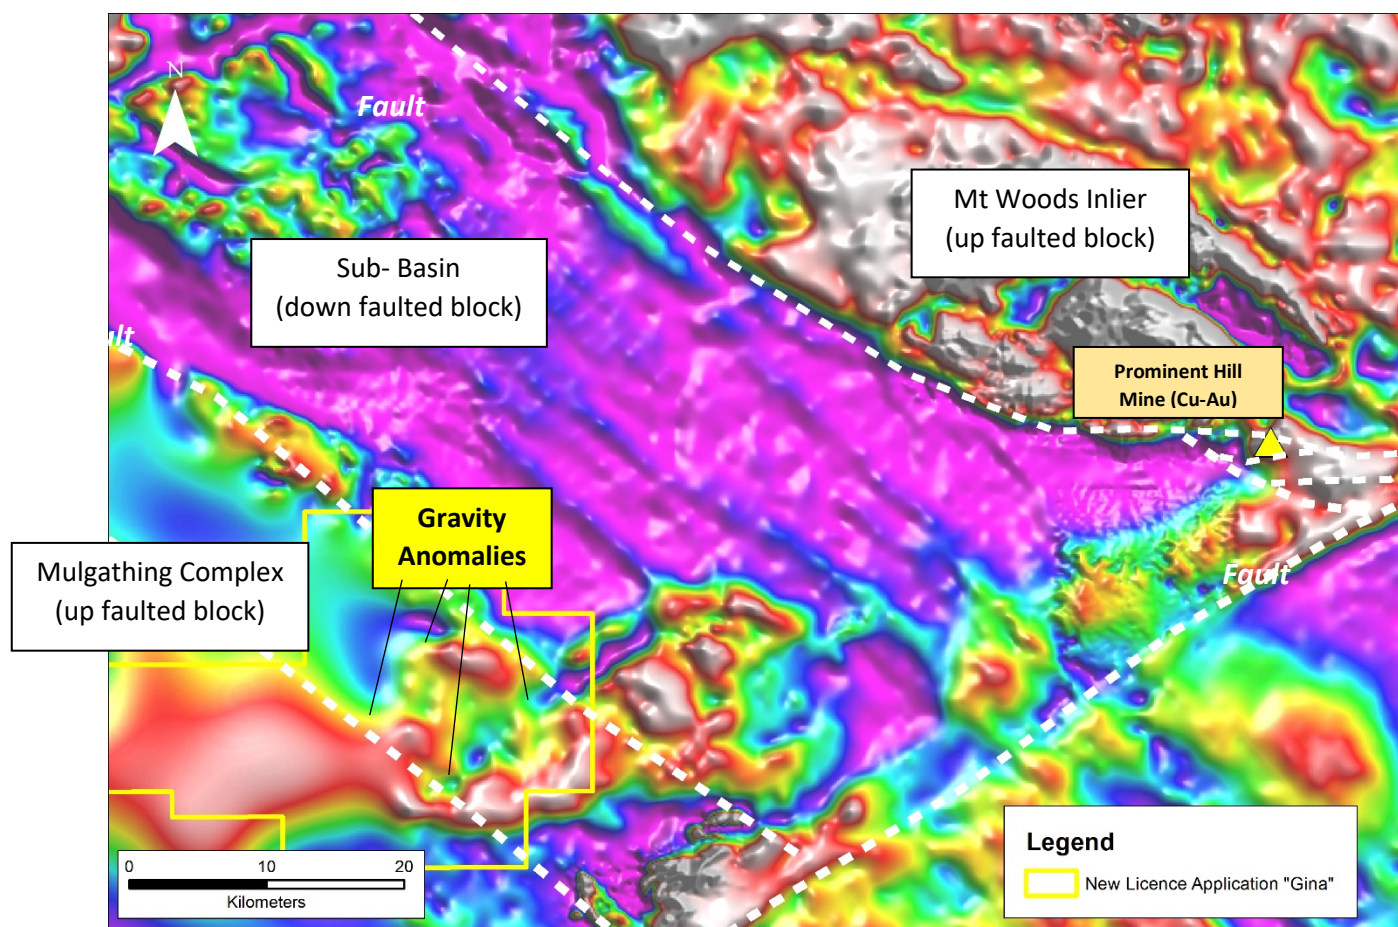 N
Fault
Mt Woods Inlier
(up faulted block)
Sub- Basin
(down faulted block)
ult
Prominent Hill
Mine (Cu-Au)
Gravity
Anomalies
Mulgathing Complex
(up faulted block)
Fault
Legend
New Licence Application "Gina"
0 10 20
Kilometers